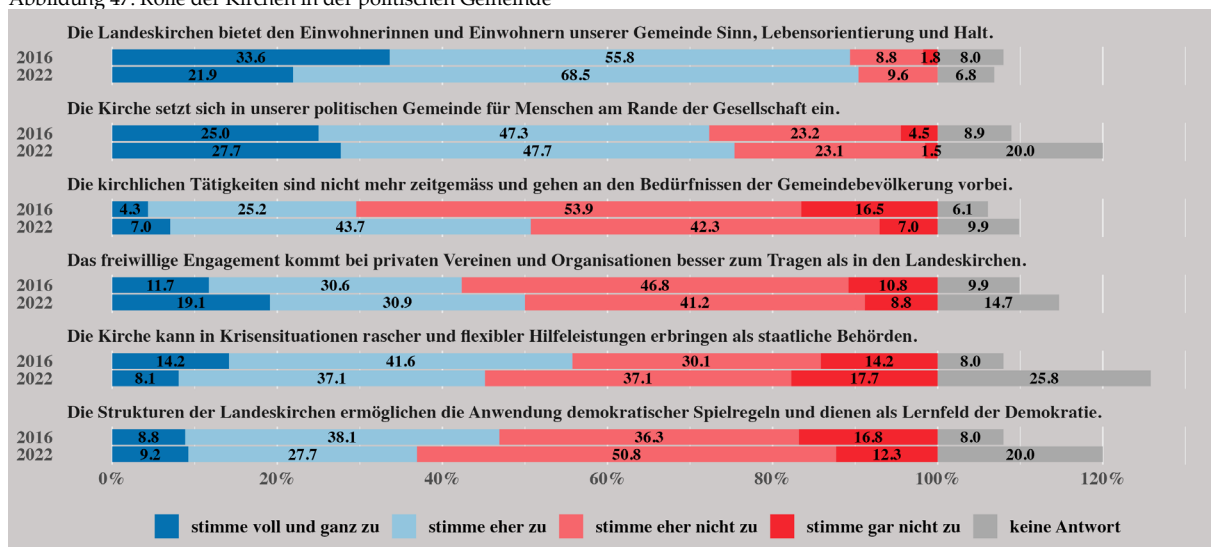 Abbildung 47: Rolle der Kirchen in der politischen Gemeinde
Die Landeskirchen bietet den Einwohnerinnen und Einwohnern unserer Gemeinde Sinn, Lebensorientierung und Halt.
2016 33.6 55.8 8.8 1.8 8.0
2022 21.9 68.5 9.6 6.8
Die Kirche setzt sich in unserer politischen Gemeinde für Menschen am Rande der Gesellschaft ein.
2016 25.0 47.3 23.2 4.5 8.9
2022 27.7 47.7 23.1 1.5 20.0
Die kirchlichen Tätigkeiten sind nicht mehr zeitgemäss und gehen an den Bedürfnissen der Gemeindebevölkerung vorbei.
2016 4.3 25.2 53.9 16.5 6.1
2022 7.0 43.7 42.3 7.0 9.9
Das freiwillige Engagement kommt bei privaten Vereinen und Organisationen besser zum Tragen als in den Landeskirchen.
2016 11.7 30.6 46.8 10.8 9.9
2022 19.1 30.9 41.2 8.8 14.7
Die Kirche kann in Krisensituationen rascher und flexibler Hilfeleistungen erbringen als staatliche Behörden.
2016 14.2 41.6 30.1 14.2 8.0
2022 8.1 37.1 37.1 17.7 25.8
Die Strukturen der Landeskirchen ermöglichen die Anwendung demokratischer Spielregeln und dienen als Lernfeld der Demokratie.
2016 8.8 38.1 36.3 16.8 8.0
2022 9.2 27.7 50.8 12.3 20.0
0% 20% 40% 60% 80% 100% 120%
stimme voll und ganz zu stimme eher zu stimme eher nicht zu stimme gar nicht zu keine Antwort